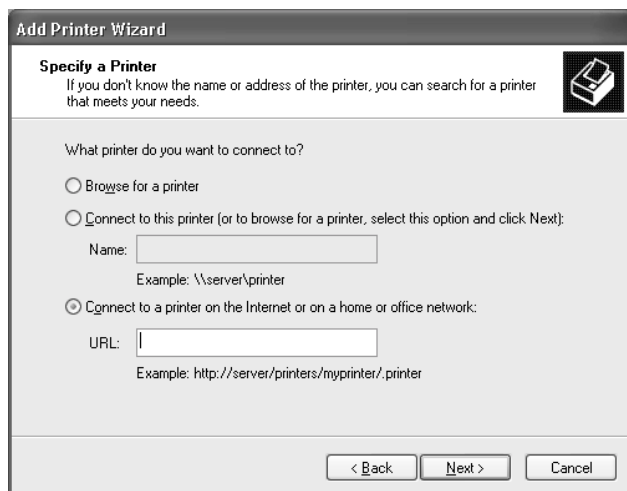 Add Printer Wizard
Specify a Printer
If you don't know the name or address of the printer, you can search for a printer
that meets your needs.
What printer do you want to connect to?
Browse for a printer
Connect to this printer (or to browse for a printer, select this option and click Next):
Name:
Example: \\server\printer
Connect to a printer on the Internet or on a home or office network:
URL:
Example: http://server/printers/myprinter/.printer
< Back Next > Cancel